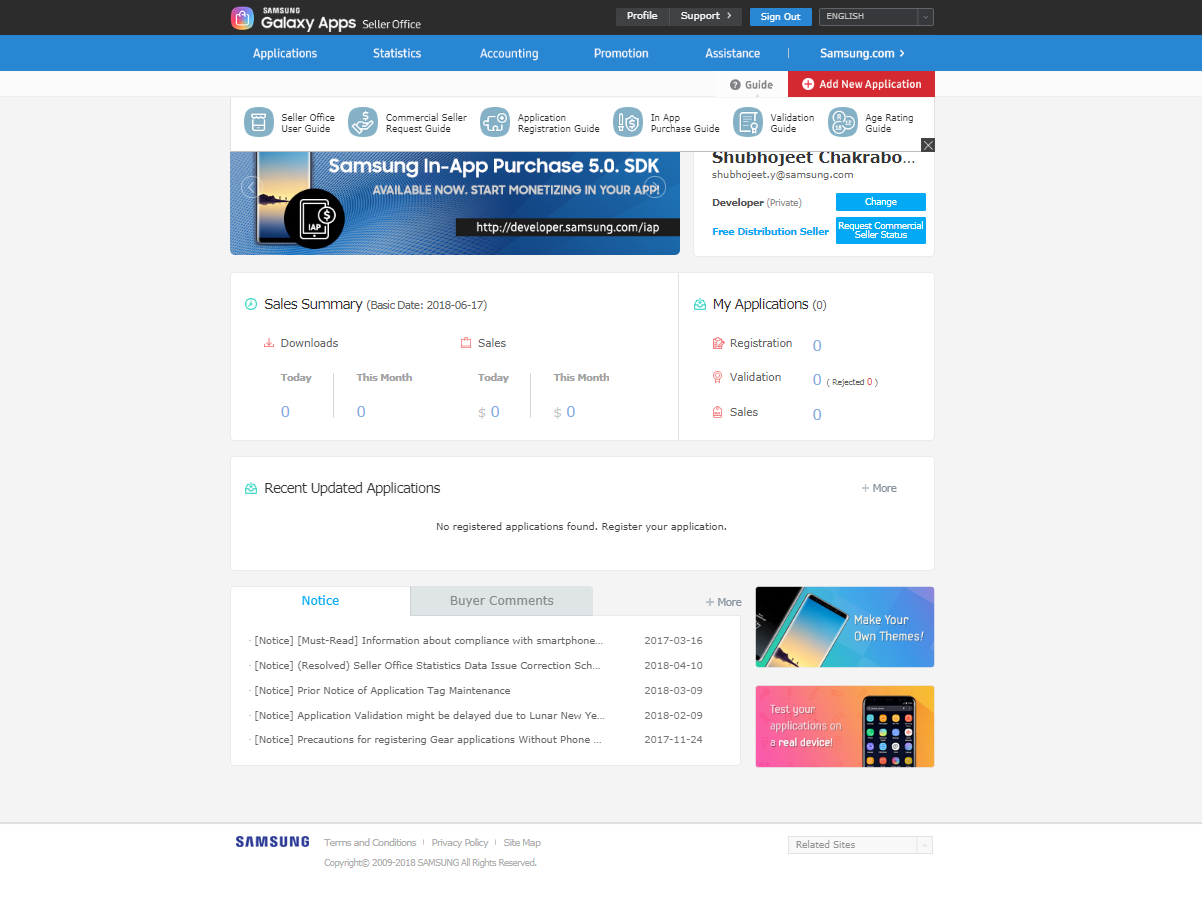 SAMSUNG
Galaxy Apps Seller Office
Profile
Support
Sign Out
ENGLISH
Applications
Statistics
Accounting
Promotion
Assistance
Samsung.com
Guide
Add New Application
Seller Office
User Guide
Commercial Seller
Request Guide
Application
Registration Guide
In App
Purchase Guide
Validation
Guide
Age Rating
Guide
Samsung In-App Purchase 5.0. SDK
AVAILABLE NOW. START MONETIZING IN YOUR APP!
IAP
http://developer.samsung.com/iap
Shubhojeet Chakrabo...
shubhojeet.y@samsung.com
Developer (Private)
Change
Free Distribution Seller
Request Commercial
Seller Status
Sales Summary (Basic Date: 2018-06-17)
Downloads
Sales
Today
This Month
Today
This Month
0
0
$ 0
$ 0
My Applications (0)
Registration 0
Validation 0 ( Rejected 0 )
Sales 0
Recent Updated Applications
+ More
No registered applications found. Register your application.
Notice
Buyer Comments
+ More
· [Notice] [Must-Read] Information about compliance with smartphone... 2017-03-16
· [Notice] (Resolved) Seller Office Statistics Data Issue Correction Sch... 2018-04-10
· [Notice] Prior Notice of Application Tag Maintenance 2018-03-09
· [Notice] Application Validation might be delayed due to Lunar New Ye... 2018-02-09
· [Notice] Precautions for registering Gear applications Without Phone ... 2017-11-24
Make Your
Own Themes!
Test your
applications on
a real device!
SAMSUNG
Terms and Conditions
Privacy Policy
Site Map
Copyright© 2009-2018 SAMSUNG All Rights Reserved.
Related Sites